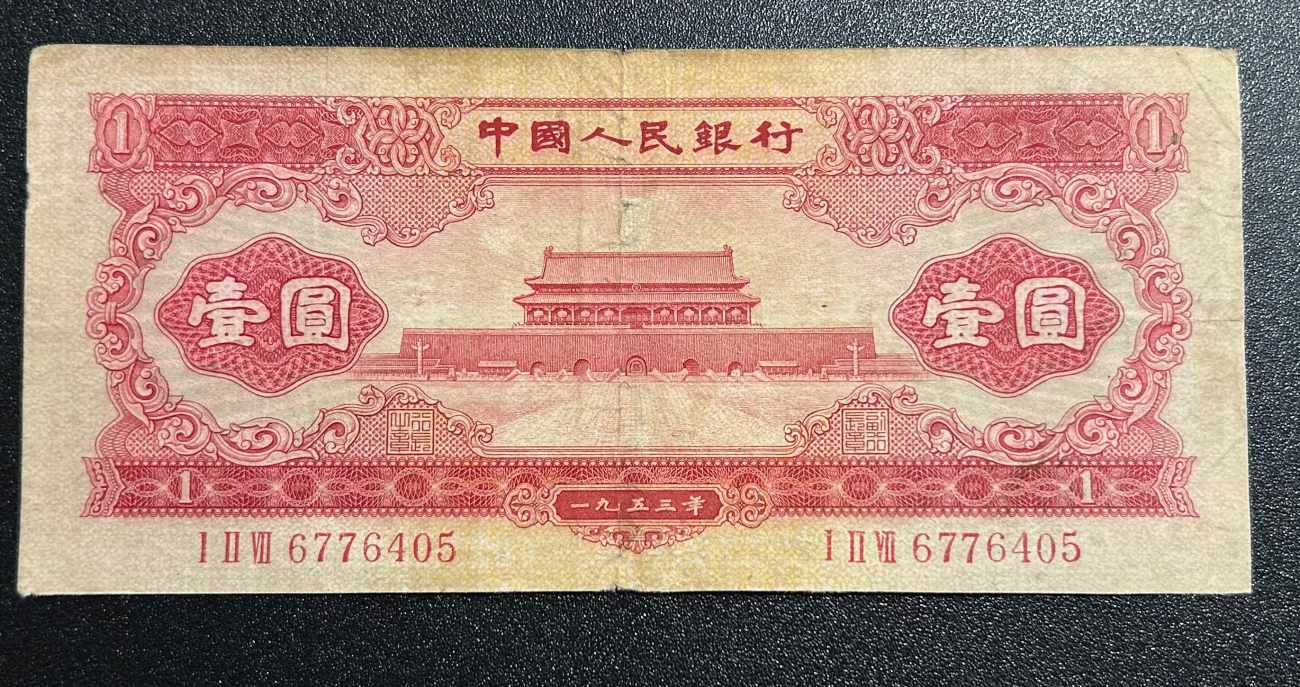 1 中國人民銀行 1
壹圓 壹圓
1 一九五三年 1
I II VII 6776405 I II VII 6776405